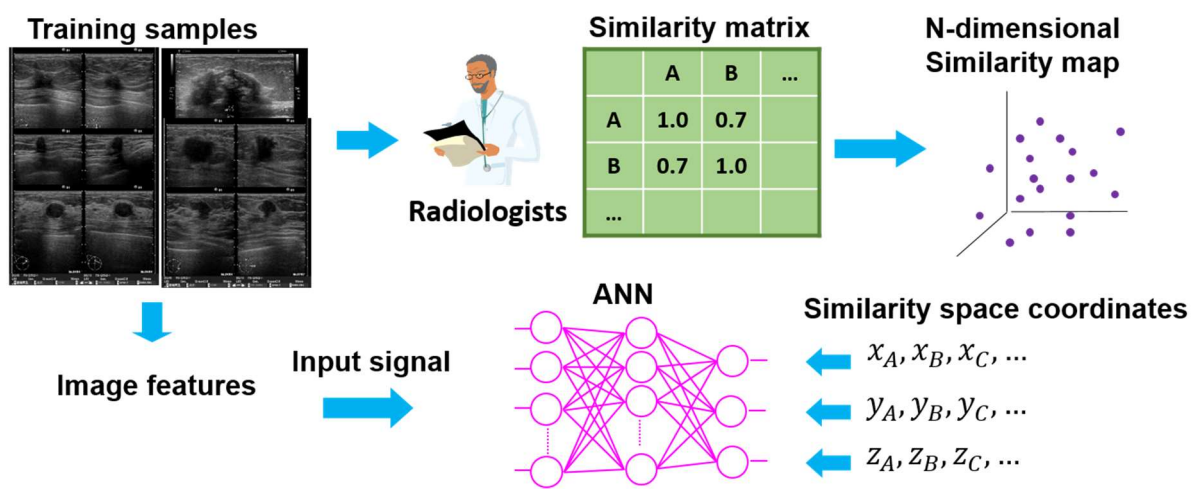 Training samples
Similarity matrix
N-dimensional
Similarity map
A B ...
A 1.0 0.7
B 0.7 1.0
...
Radiologists
ANN
Similarity space coordinates
Input signal
Image features
x_A, x_B, x_C, ...
y_A, y_B, y_C, ...
z_A, z_B, z_C, ...